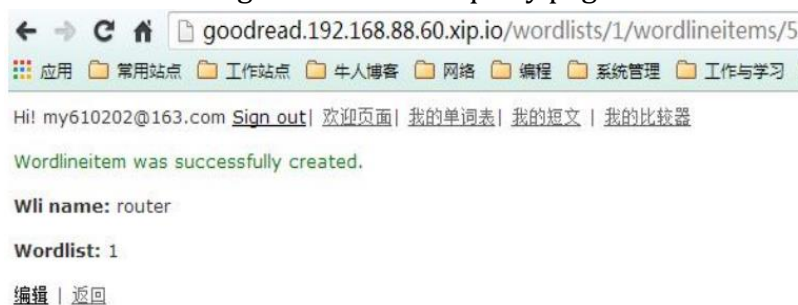 goodread.192.168.88.60.xip.io/wordlists/1/wordlineitems/5
应用 常用站点 工作站点 牛人博客 网络 编程 系统管理 工作与学习
Hi! my610202@163.com Sign out| 欢迎页面| 我的单词表| 我的短文 | 我的比较器
Wordlineitem was successfully created.
Wli name: router
Wordlist: 1
编辑 | 返回